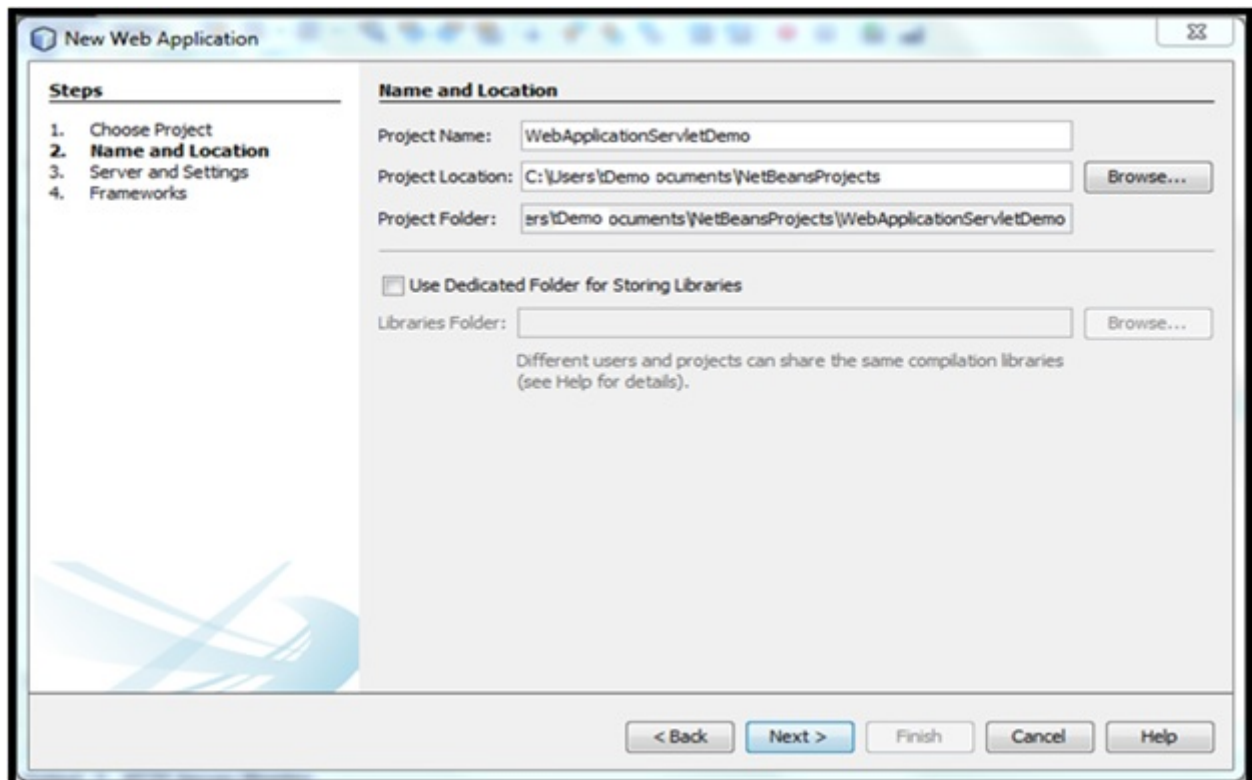 New Web Application
Steps
1. Choose Project
2. Name and Location
3. Server and Settings
4. Frameworks
Name and Location
Project Name: WebApplicationServletDemo
Project Location: C:\Users\tDemo ocuments\NetBeansProjects Browse...
Project Folder: ers\tDemo ocuments\NetBeansProjects\WebApplicationServletDemo
Use Dedicated Folder for Storing Libraries
Libraries Folder: Browse...
Different users and projects can share the same compilation libraries
(see Help for details).
< Back Next > Finish Cancel Help